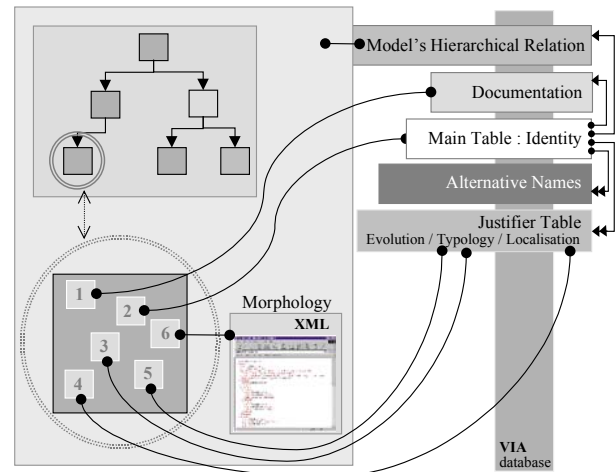 Model's Hierarchical Relation
Documentation
Main Table : Identity
Alternative Names
Justifier Table
Evolution / Typology / Localisation
1
2
3
4
5
6
Morphology
XML
VIA
database